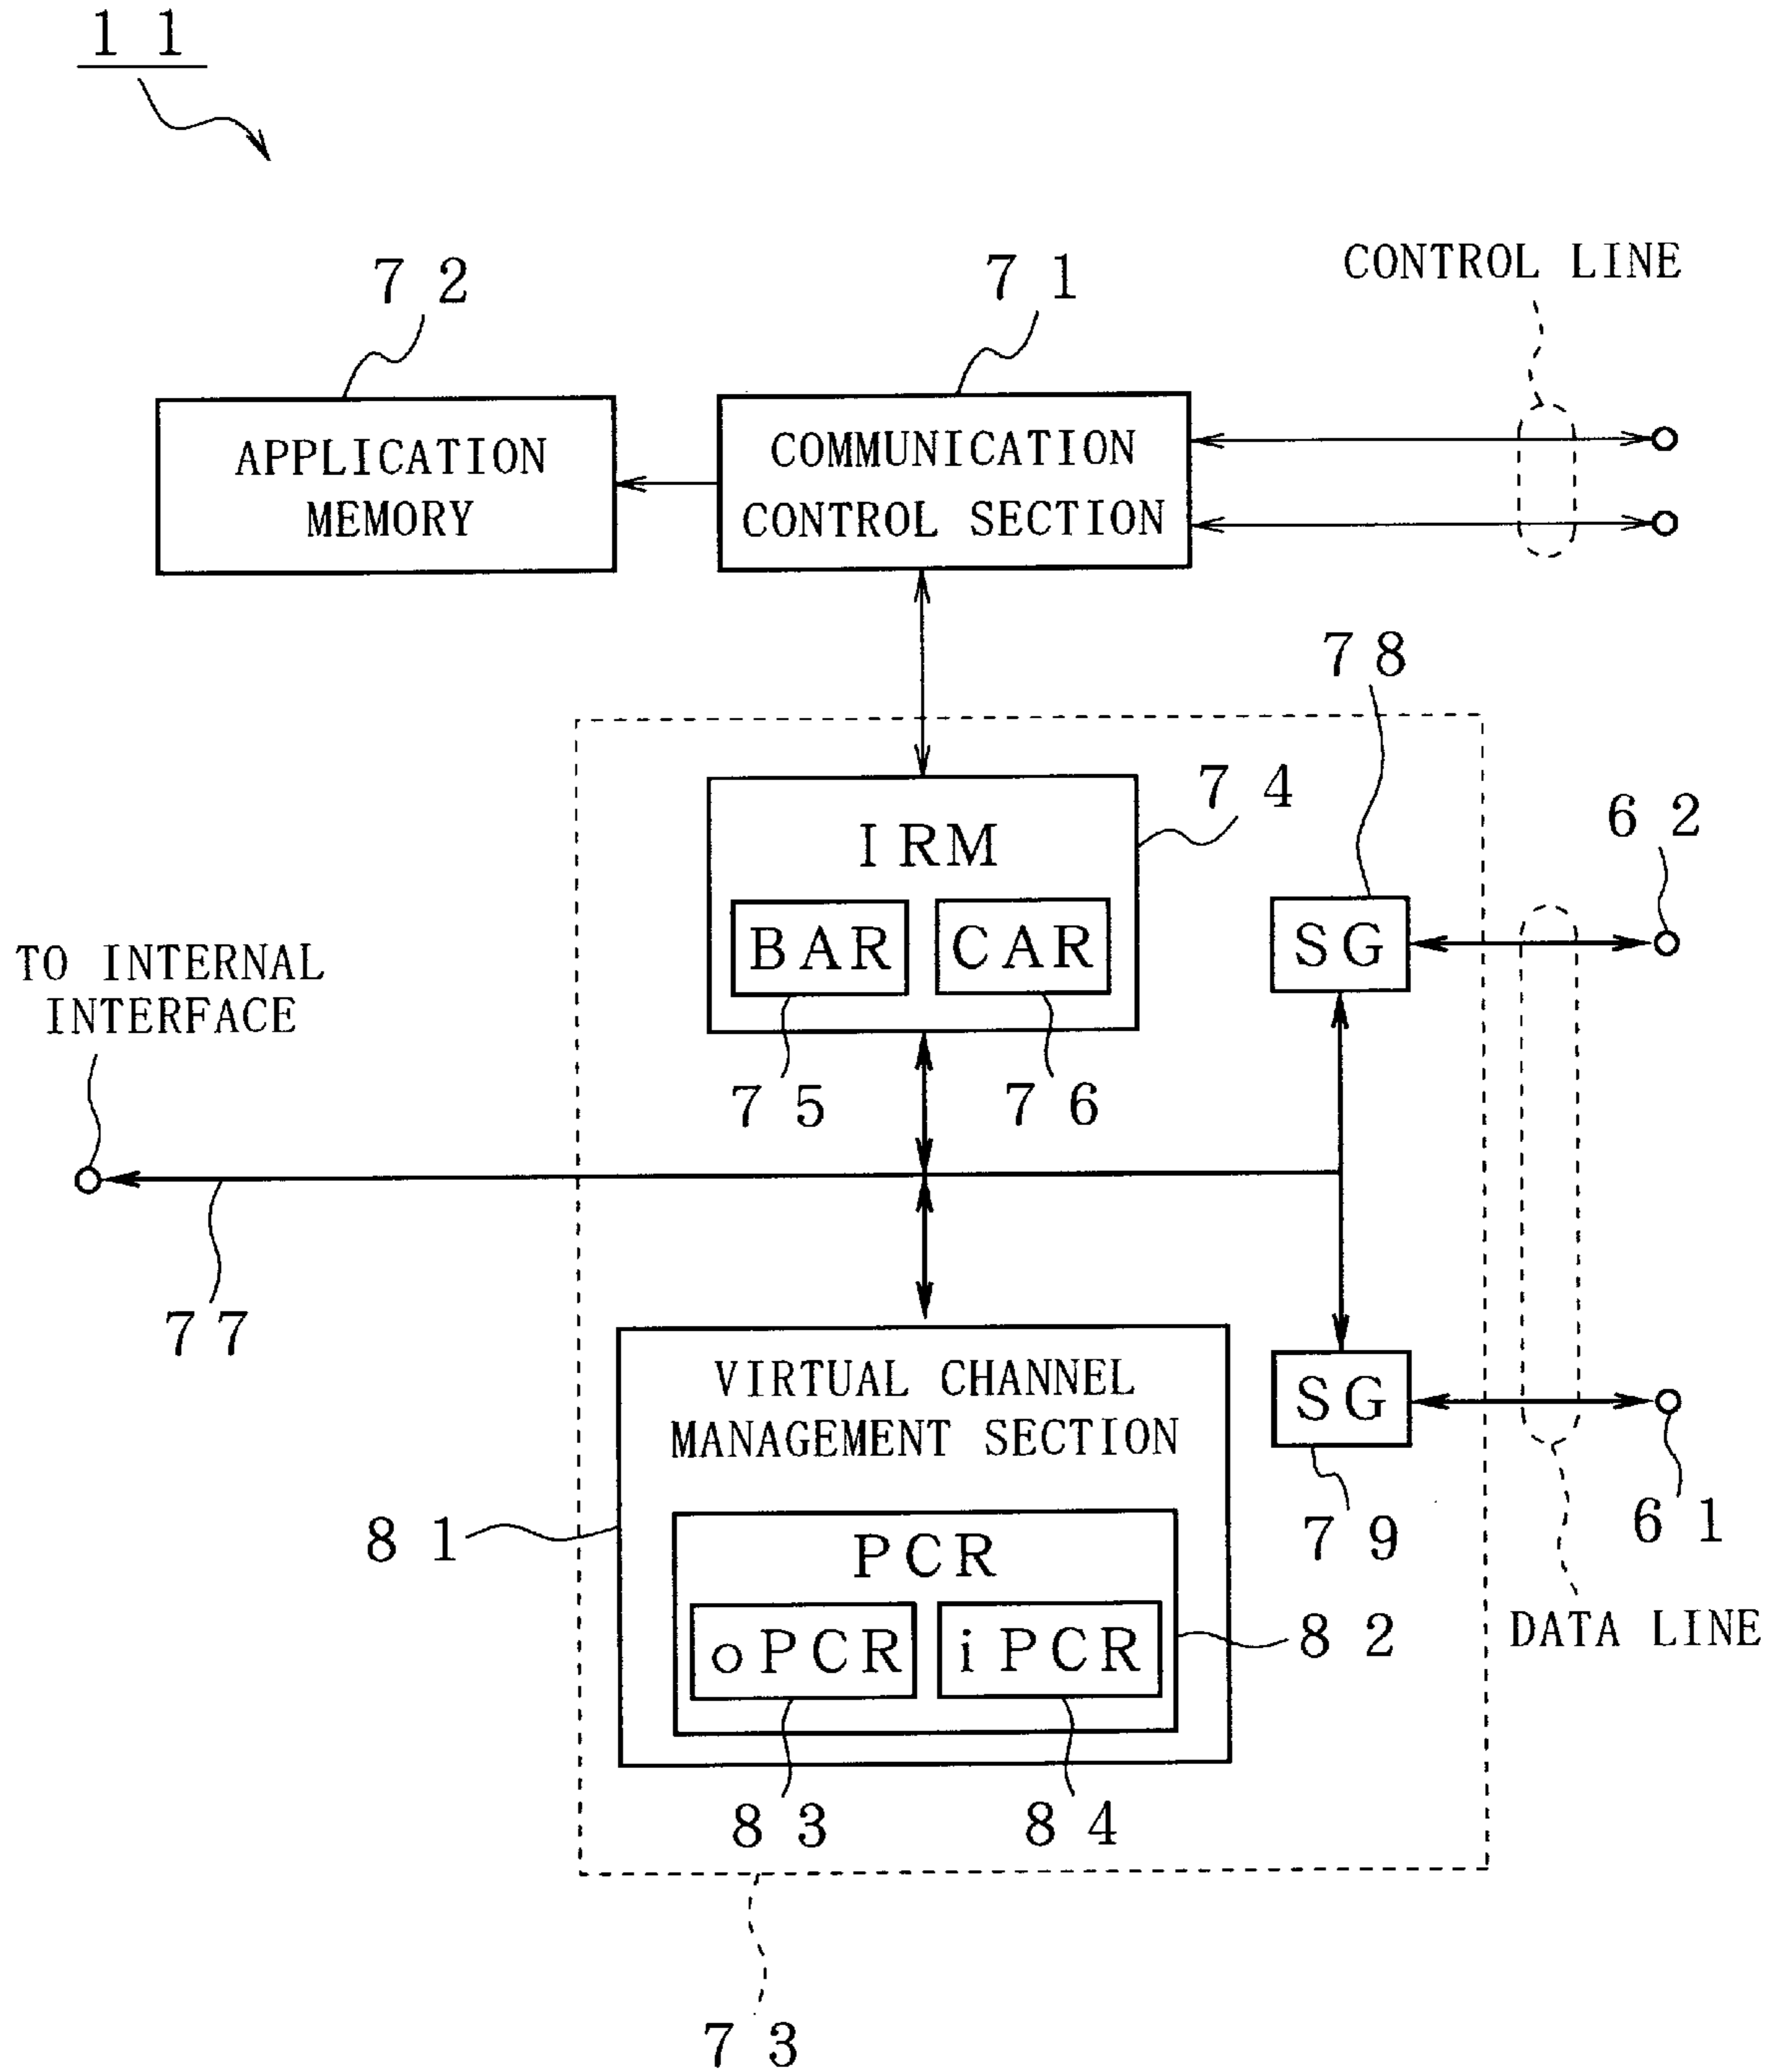 11
CONTROL LINE
72
71
APPLICATION
MEMORY
COMMUNICATION
CONTROL SECTION
78
74
62
IRM
BAR
CAR
SG
TO INTERNAL
INTERFACE
75
76
77
VIRTUAL CHANNEL
MANAGEMENT SECTION
SG
61
79
81
PCR
oPCR
iPCR
82
DATA LINE
83
84
73